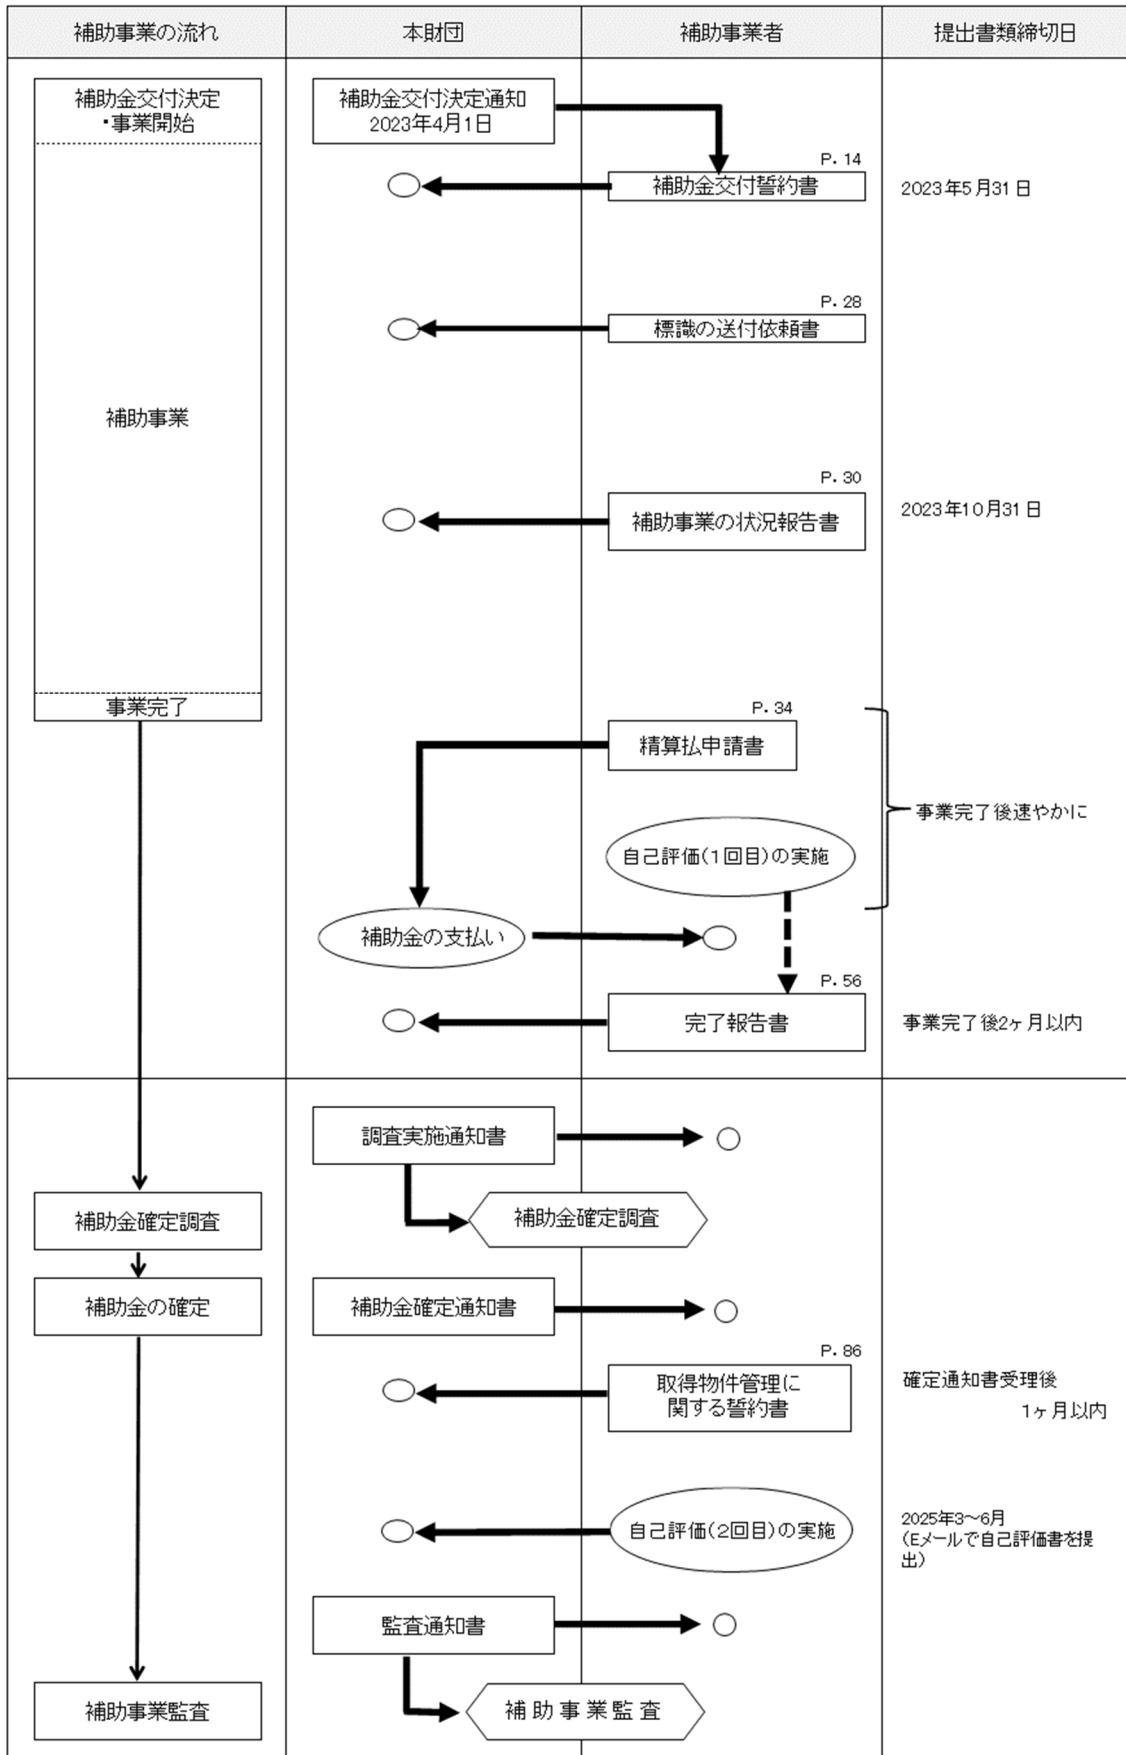 補助事業の流れ
本財団
補助事業者
提出書類締切日
補助金交付決定
・事業開始
補助金交付決定通知
2023年4月1日
P.14
補助金交付誓約書
2023年5月31日
P.28
標識の送付依頼書
補助事業
P.30
補助事業の状況報告書
2023年10月31日
事業完了
P.34
精算払申請書
事業完了後速やかに
自己評価(1回目)の実施
補助金の支払い
P.56
完了報告書
事業完了後2ヶ月以内
調査実施通知書
補助金確定調査
補助金確定調査
補助金の確定
補助金確定通知書
P.86
取得物件管理に
関する誓約書
確定通知書受理後
1ヶ月以内
自己評価(2回目)の実施
2025年3～6月
(Eメールで自己評価書を提
出)
監査通知書
補助事業監査
補助事業監査